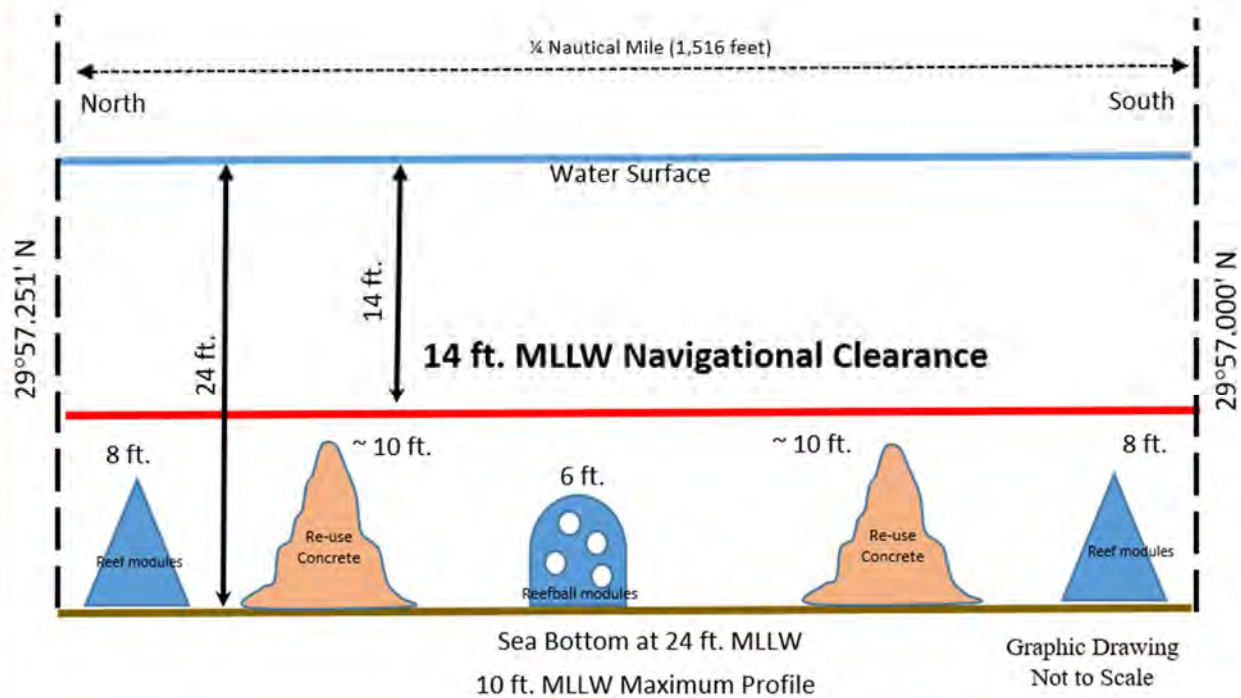 ¼ Nautical Mile (1,516 feet)
North
South
Water Surface
29°57.251' N
24 ft.
14 ft.
29°57.000' N
14 ft. MLLW Navigational Clearance
8 ft.
~ 10 ft.
6 ft.
~ 10 ft.
8 ft.
Reef modules
Re-use
Concrete
Reefball modules
Re-use
Concrete
Reef modules
Sea Bottom at 24 ft. MLLW
10 ft. MLLW Maximum Profile
Graphic Drawing
Not to Scale